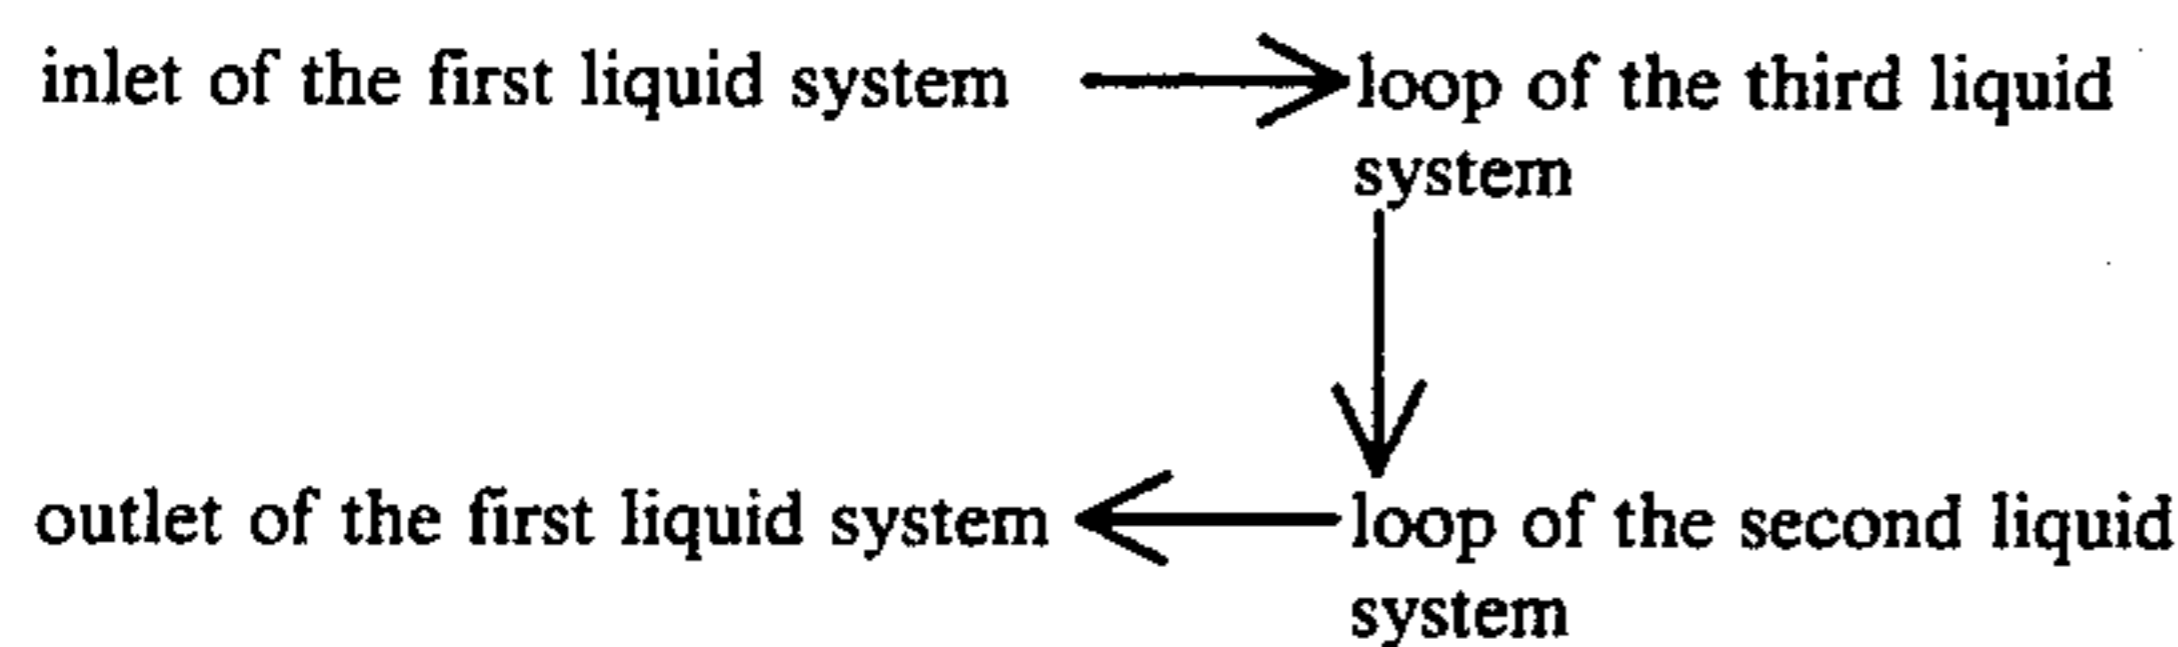 inlet of the first liquid system
loop of the third liquid
system
outlet of the first liquid system
loop of the second liquid
system